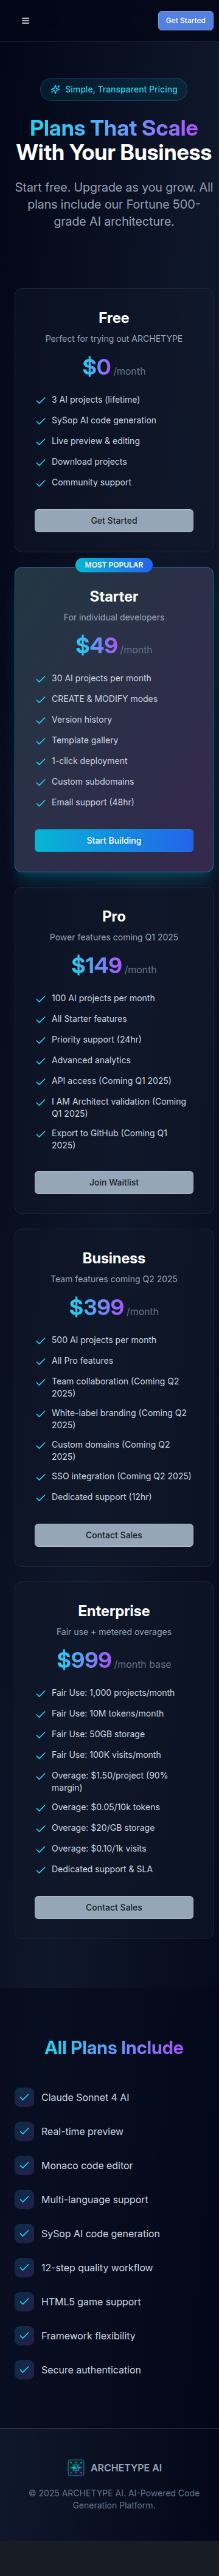 Get Started
Simple, Transparent Pricing
Plans That Scale
With Your Business
Start free. Upgrade as you grow. All
plans include our Fortune 500-
grade AI architecture.
Free
Perfect for trying out ARCHETYPE
$0 /month
3 AI projects (lifetime)
SySop AI code generation
Live preview & editing
Download projects
Community support
Get Started
MOST POPULAR
Starter
For individual developers
$49 /month
30 AI projects per month
CREATE & MODIFY modes
Version history
Template gallery
1-click deployment
Custom subdomains
Email support (48hr)
Start Building
Pro
Power features coming Q1 2025
$149 /month
100 AI projects per month
All Starter features
Priority support (24hr)
Advanced analytics
API access (Coming Q1 2025)
I AM Architect validation (Coming
Q1 2025)
Export to GitHub (Coming Q1
2025)
Join Waitlist
Business
Team features coming Q2 2025
$399 /month
500 AI projects per month
All Pro features
Team collaboration (Coming Q2
2025)
White-label branding (Coming Q2
2025)
Custom domains (Coming Q2
2025)
SSO integration (Coming Q2 2025)
Dedicated support (12hr)
Contact Sales
Enterprise
Fair use + metered overages
$999 /month base
Fair Use: 1,000 projects/month
Fair Use: 10M tokens/month
Fair Use: 50GB storage
Fair Use: 100K visits/month
Overage: $1.50/project (90%
margin)
Overage: $0.05/10k tokens
Overage: $20/GB storage
Overage: $0.10/1k visits
Dedicated support & SLA
Contact Sales
All Plans Include
Claude Sonnet 4 AI
Real-time preview
Monaco code editor
Multi-language support
SySop AI code generation
12-step quality workflow
HTML5 game support
Framework flexibility
Secure authentication
ARCHETYPE AI
© 2025 ARCHETYPE AI. AI-Powered Code
Generation Platform.